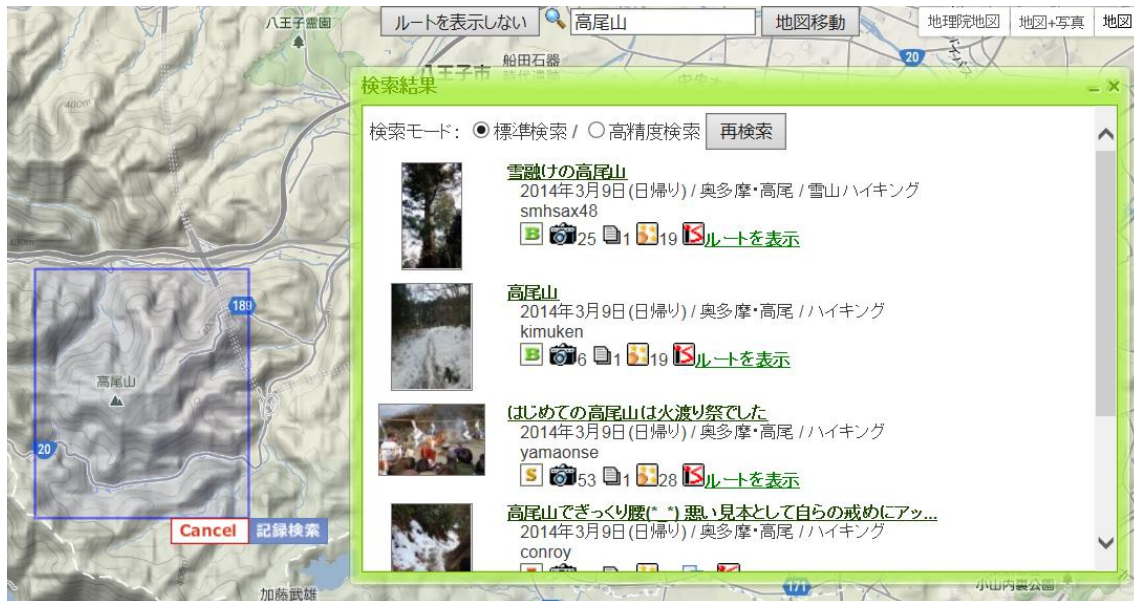 八王子霊園
ルートを表示しない
高尾山
地図移動
地理院地図
地図+写真
地図
船田石器
時代遺跡
八王子市
中央
20
検索結果
検索モード: 標準検索 / 高精度検索 再検索
雪融けの高尾山
2014年3月9日(日帰り) / 奥多摩・高尾 / 雪山ハイキング
smhsax48
B 25 1 19 ルートを表示
高尾山
2014年3月9日(日帰り) / 奥多摩・高尾 / ハイキング
kimuken
B 6 1 19 ルートを表示
はじめての高尾山は火渡り祭でした
2014年3月9日(日帰り) / 奥多摩・高尾 / ハイキング
yamaonse
S 53 1 28 ルートを表示
高尾山でぎっくり腰(*_*) 悪い見本として自らの戒めにアッ...
2014年3月9日(日帰り) / 奥多摩・高尾 / ハイキング
conroy
400m
189
高尾山
20
Cancel 記録検索
加藤武雄
171
小山内裏公園